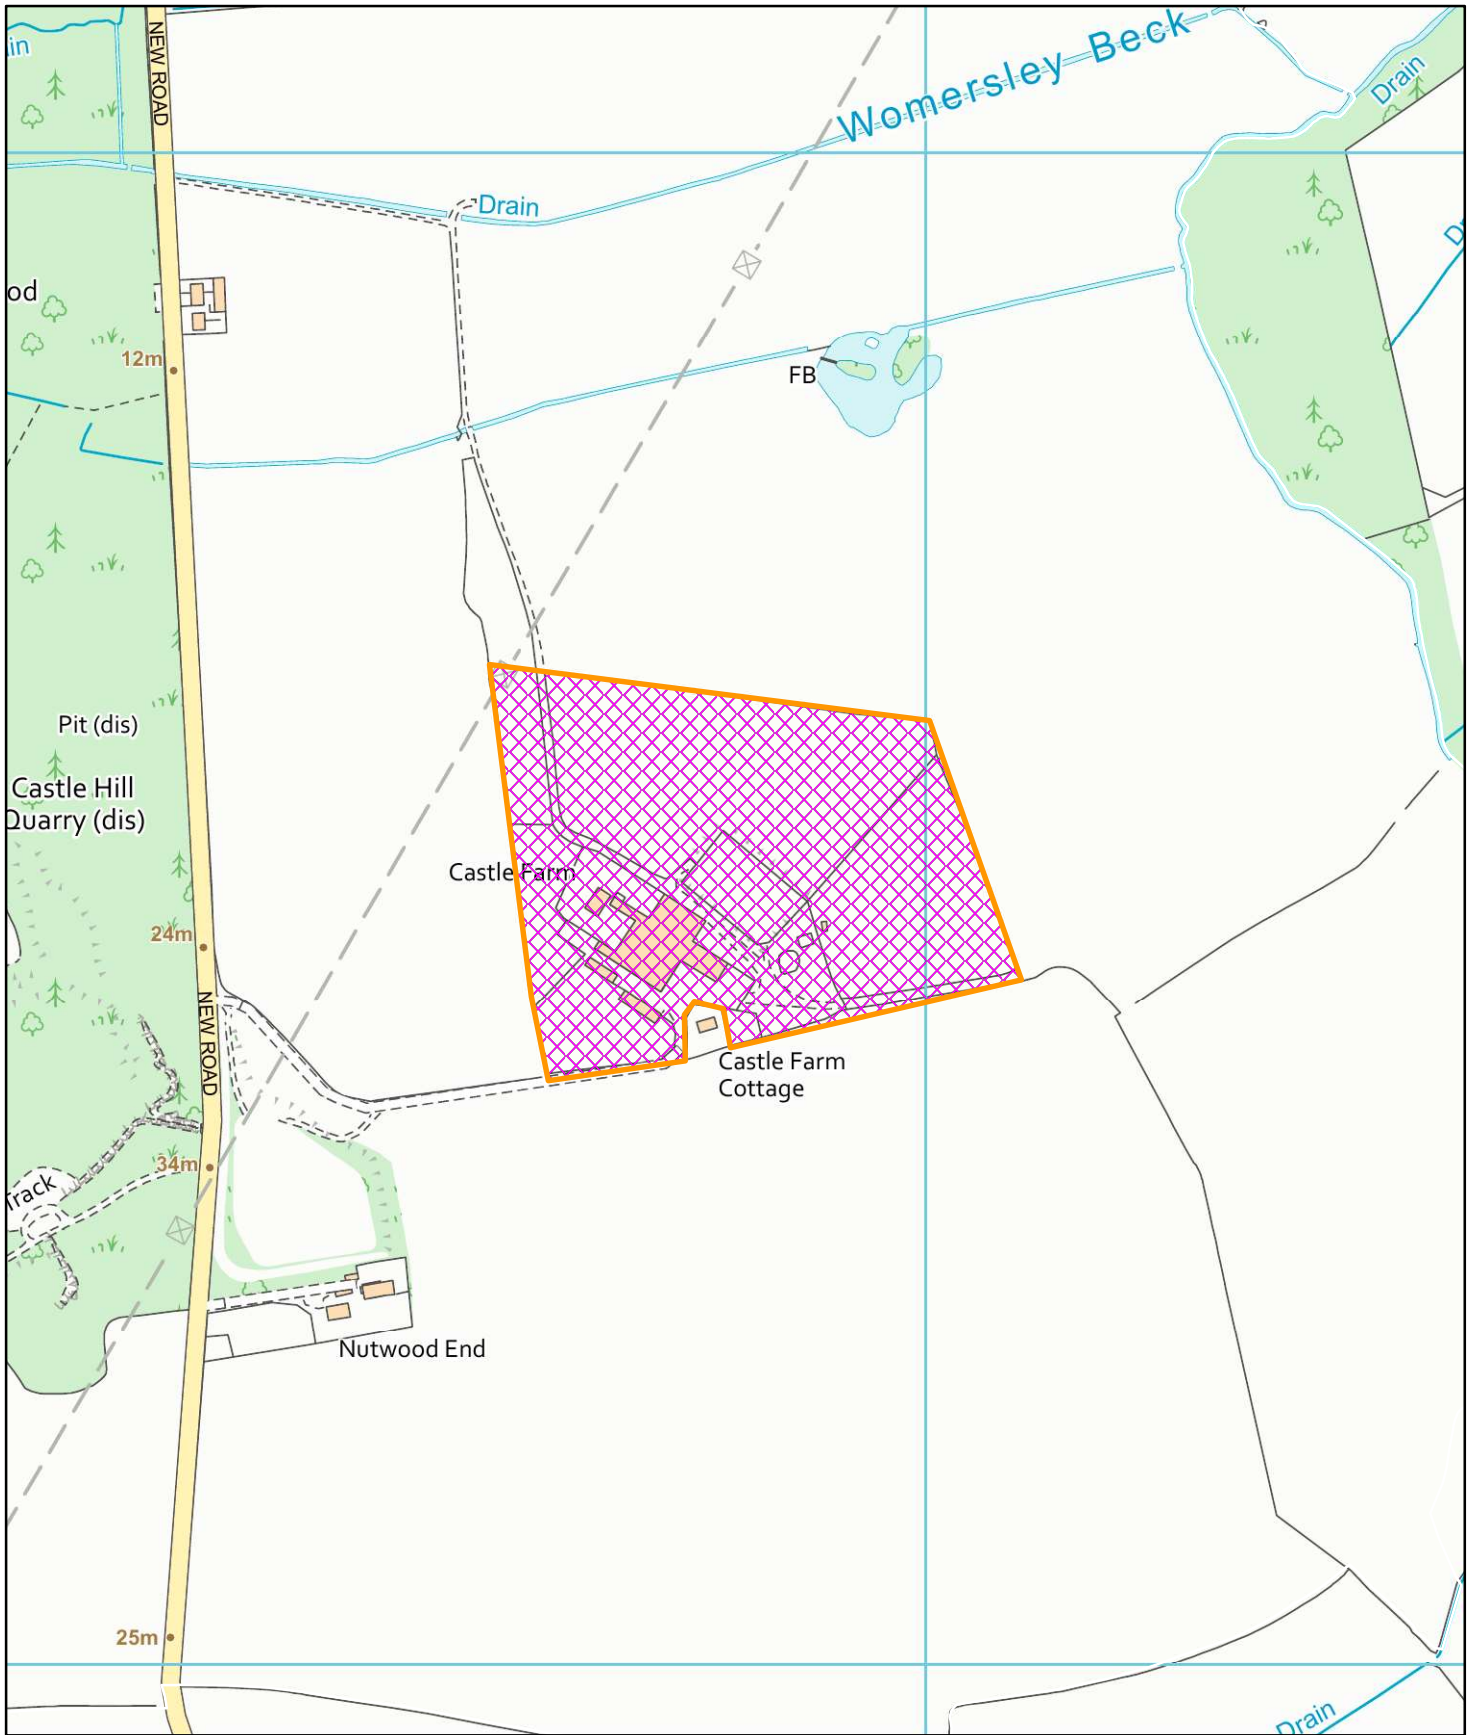 NEW ROAD
Womersley Beck
Drain
Drain
od
12m
FB
Pit (dis)
Castle Hill
Quarry (dis)
Castle Farm
24m
NEW ROAD
Castle Farm
Cottage
34m
Track
Nutwood End
25m
Drain